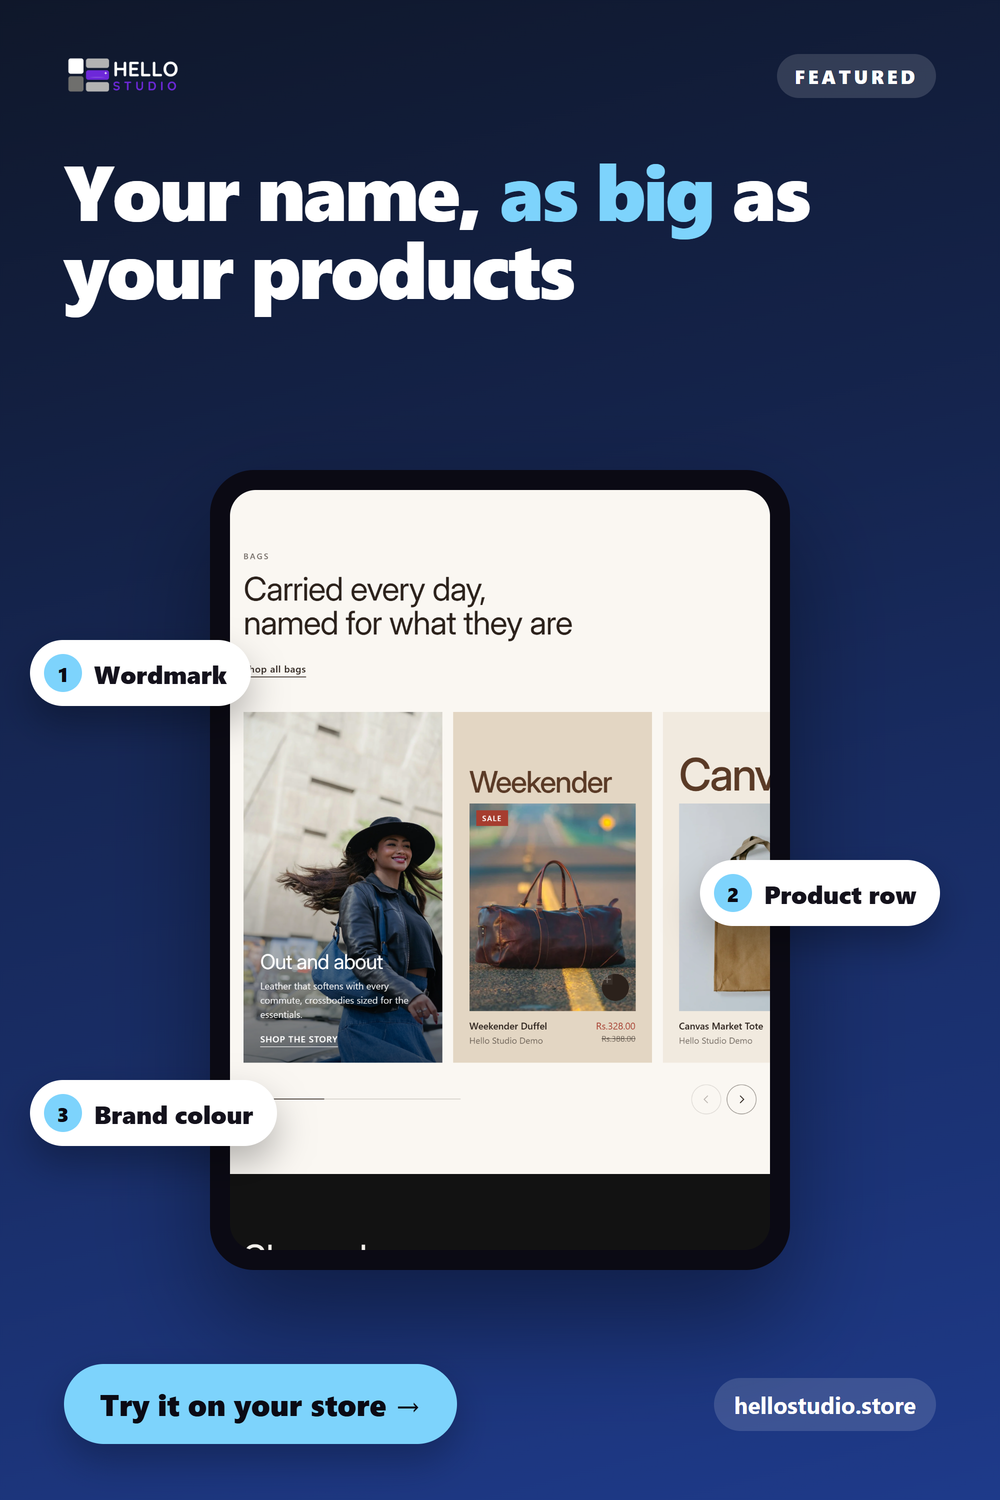 HELLO
STUDIO
FEATURED
Your name, as big as
your products
BAGS
Carried every day,
named for what they are
hop all bags
1 Wordmark
Weekender
Canv
SALE
2 Product row
Out and about
Leather that softens with every
commute, crossbodies sized for the
essentials.
SHOP THE STORY
Weekender Duffel
Rs.328.00
Hello Studio Demo
Rs.388.00
Canvas Market Tote
Hello Studio Demo
3 Brand colour
Try it on your store →
hellostudio.store